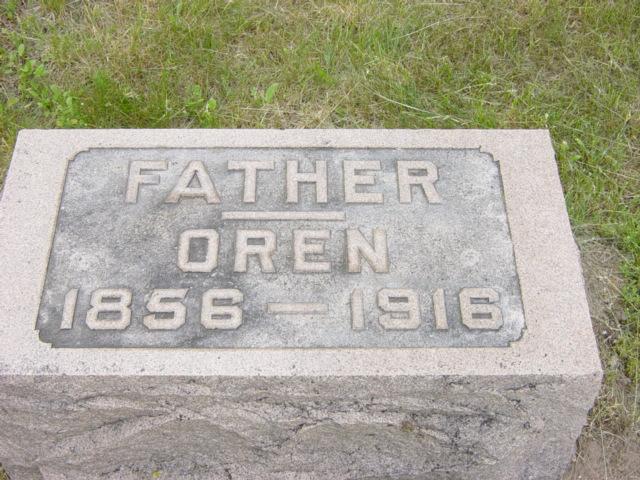 FATHER
OREN
1856 — 1916